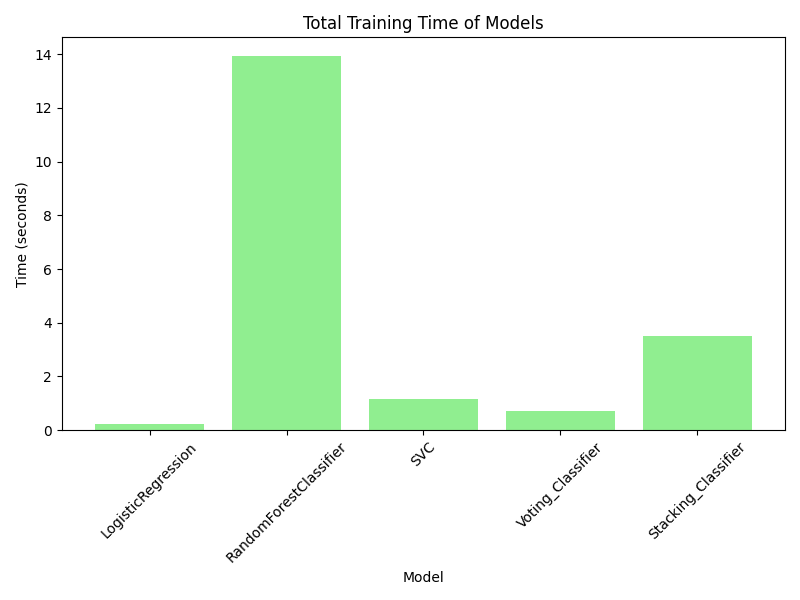 Total Training Time of Models
Time (seconds)
14
12
10
8
6
4
2
0
LogisticRegression
RandomForestClassifier
SVC
Voting_Classifier
Stacking_Classifier
Model